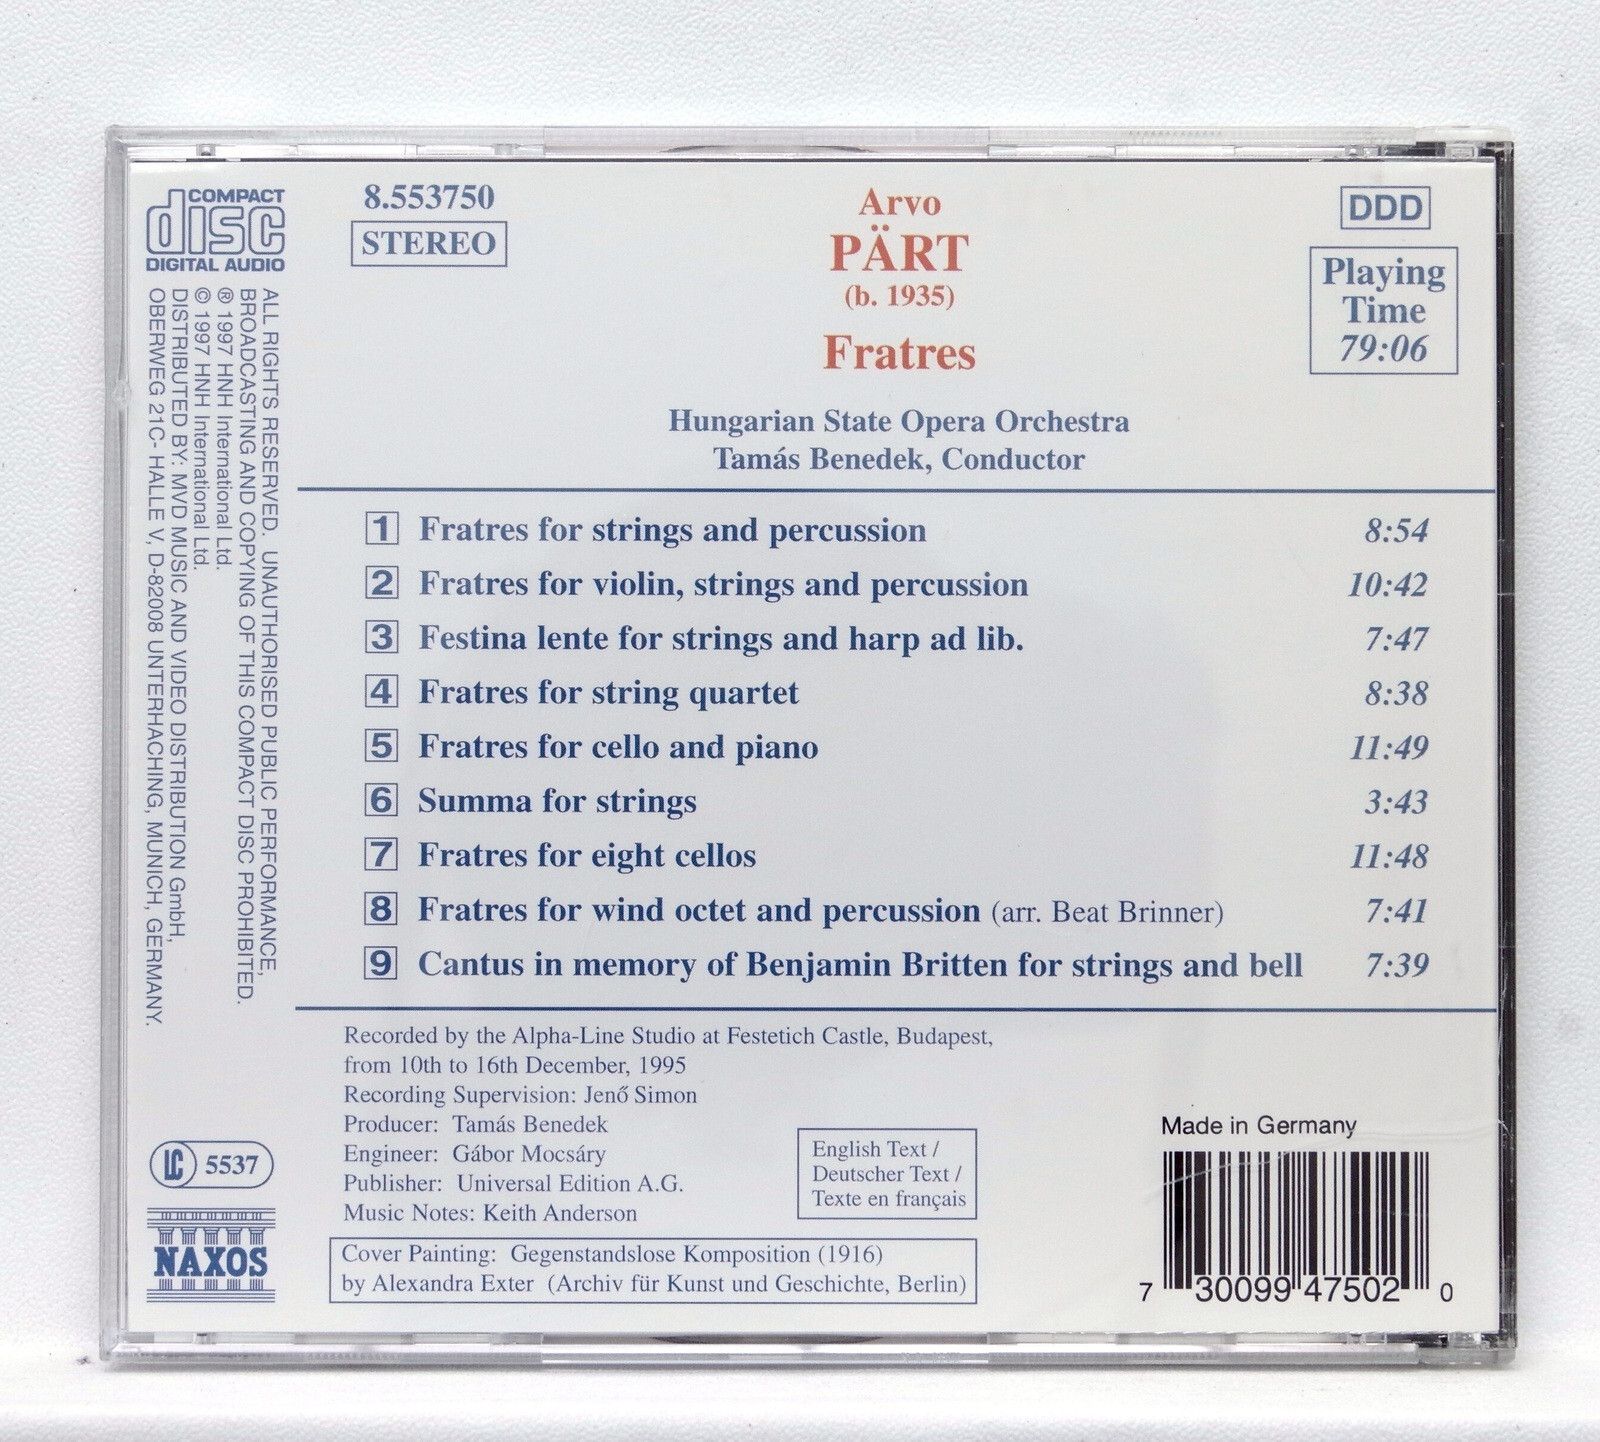 COMPACT
disc
DIGITAL AUDIO
8.553750
STEREO
Arvo
PÄRT
(b. 1935)
Fratres
DDD
Playing
Time
79:06
Hungarian State Opera Orchestra
Tamás Benedek, Conductor
1 Fratres for strings and percussion 8:54
2 Fratres for violin, strings and percussion 10:42
3 Festina lente for strings and harp ad lib. 7:47
4 Fratres for string quartet 8:38
5 Fratres for cello and piano 11:49
6 Summa for strings 3:43
7 Fratres for eight cellos 11:48
8 Fratres for wind octet and percussion (arr. Beat Brinner) 7:41
9 Cantus in memory of Benjamin Britten for strings and bell 7:39
Recorded by the Alpha-Line Studio at Festetich Castle, Budapest,
from 10th to 16th December, 1995
Recording Supervision: Jenő Simon
Producer: Tamás Benedek
Engineer: Gábor Mocsáry
Publisher: Universal Edition A.G.
Music Notes: Keith Anderson
English Text /
Deutscher Text /
Texte en français
Cover Painting: Gegenstandslose Komposition (1916)
by Alexandra Exter (Archiv für Kunst und Geschichte, Berlin)
Made in Germany
7 30099 47502 0
ALL RIGHTS RESERVED. UNAUTHORISED PUBLIC PERFORMANCE,
BROADCASTING AND COPYING OF THIS COMPACT DISC PROHIBITED.
℗ 1997 HNH International Ltd.
© 1997 HNH International Ltd.
DISTRIBUTED BY: MVD MUSIC AND VIDEO DISTRIBUTION GmbH,
OBERWEG 21C- HALLE V, D-82008 UNTERHACHING, MUNICH, GERMANY.
LC 5537
NAXOS